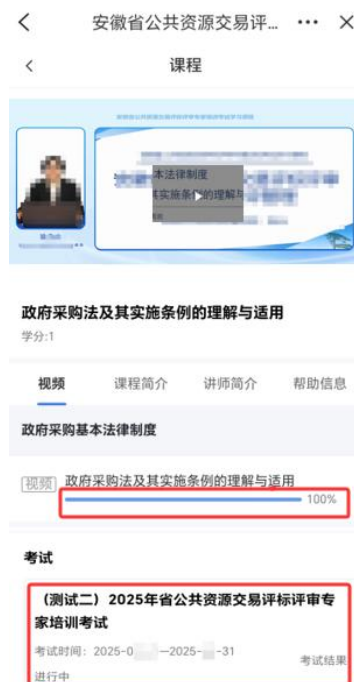 安徽省公共资源交易评...
课程
本法律制度
其实施条例的理解与
政府采购法及其实施条例的理解与适用
学分:1
视频 课程简介 讲师简介 帮助信息
政府采购基本法律制度
视频 政府采购法及其实施条例的理解与适用
100%
考试
（测试二）2025年省公共资源交易评标评审专
家培训考试
考试时间：2025-0 —2025- -31
考试结果
进行中